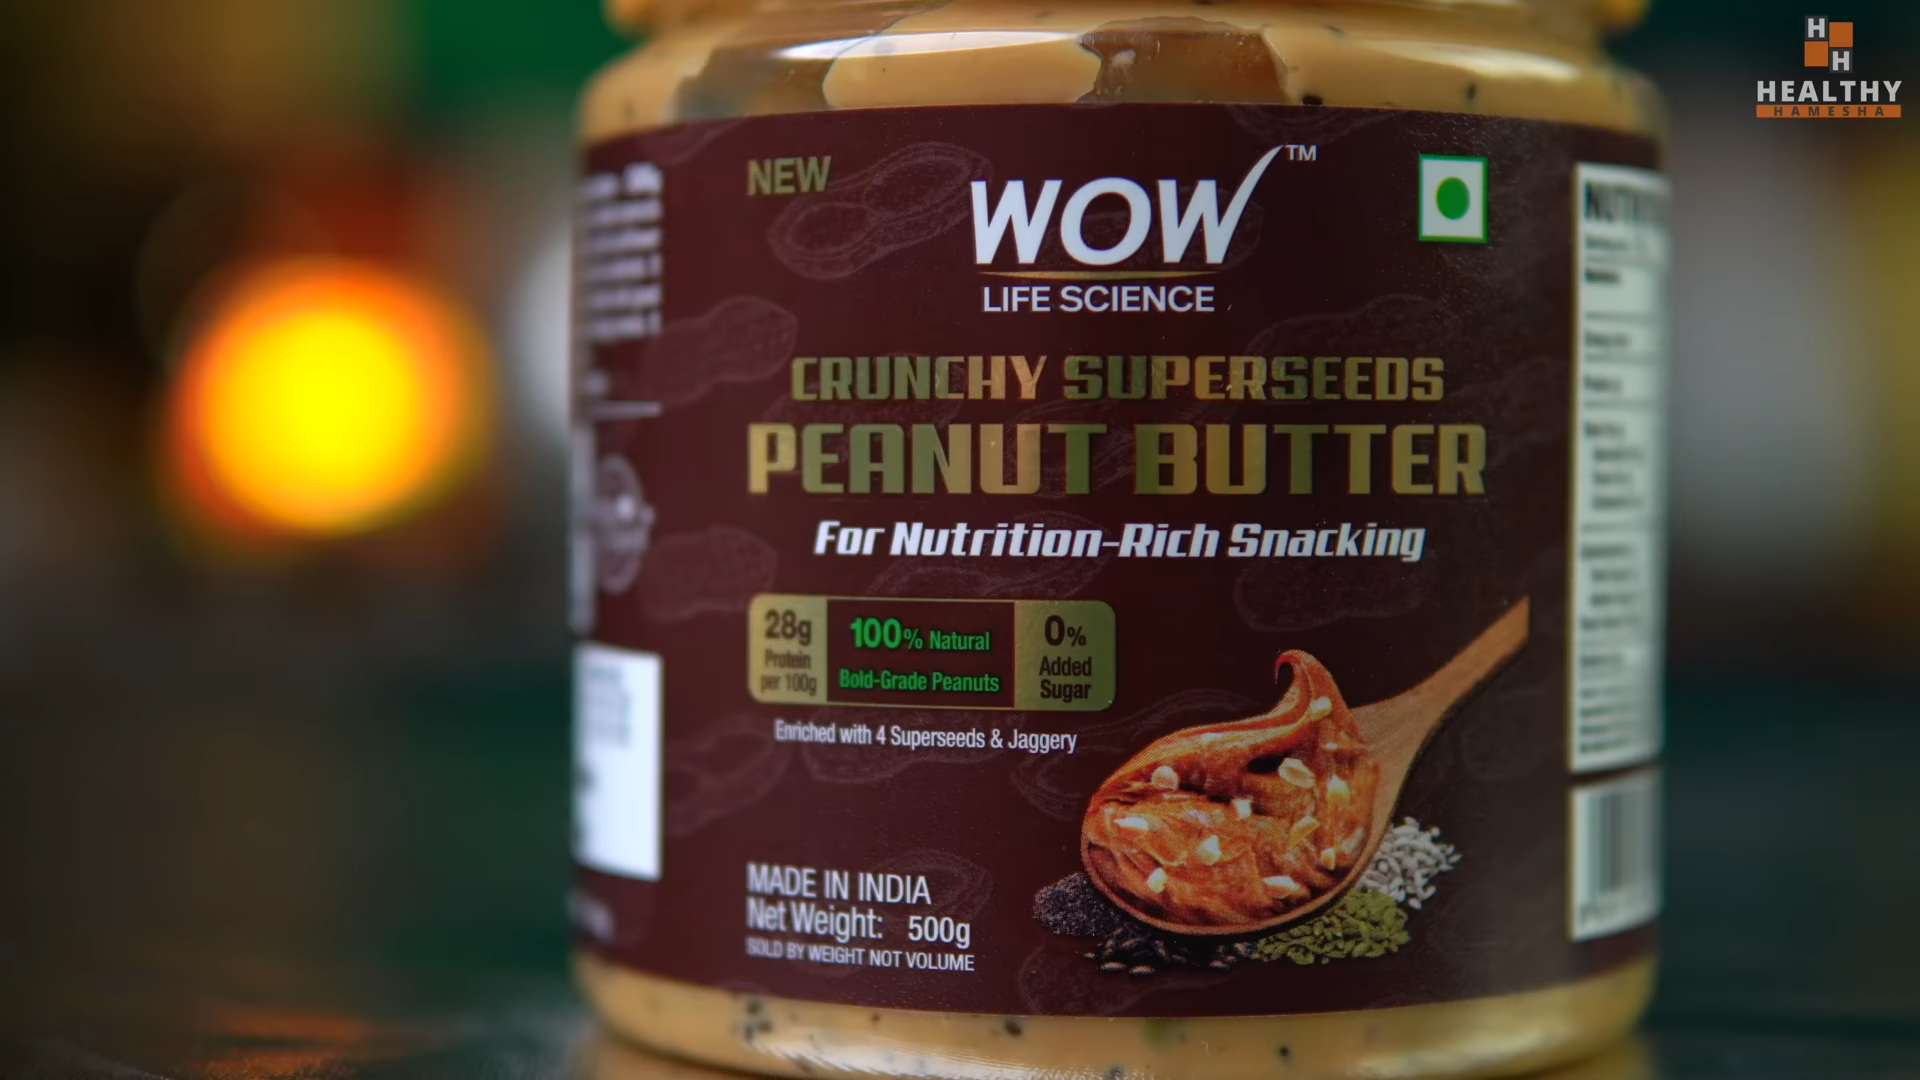 NEW
WOW™
LIFE SCIENCE
CRUNCHY SUPERSEEDS
PEANUT BUTTER
For Nutrition-Rich Snacking
28g
Protein
per 100g
100% Natural
Bold-Grade Peanuts
0%
Added
Sugar
Enriched with 4 Superseeds & Jaggery
MADE IN INDIA
Net Weight: 500g
SOLD BY WEIGHT NOT VOLUME
H
H
HEALTHY
HAMESHA